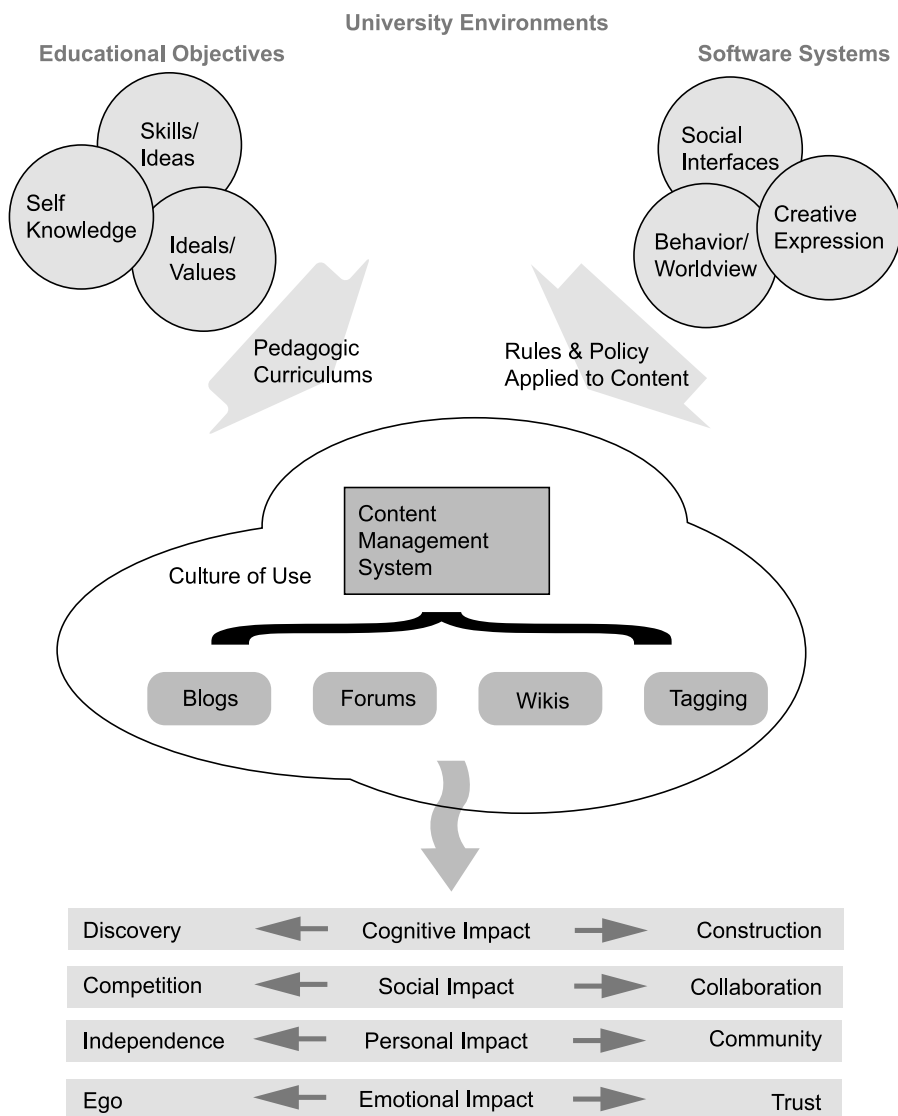 University Environments
Educational Objectives
Software Systems
Skills/
Ideas
Self
Knowledge
Ideals/
Values
Social
Interfaces
Creative
Expression
Behavior/
Worldview
Pedagogic
Curriculums
Rules & Policy
Applied to Content
Content
Management
System
Culture of Use
Blogs
Forums
Wikis
Tagging
Discovery Cognitive Impact Construction
Competition Social Impact Collaboration
Independence Personal Impact Community
Ego Emotional Impact Trust